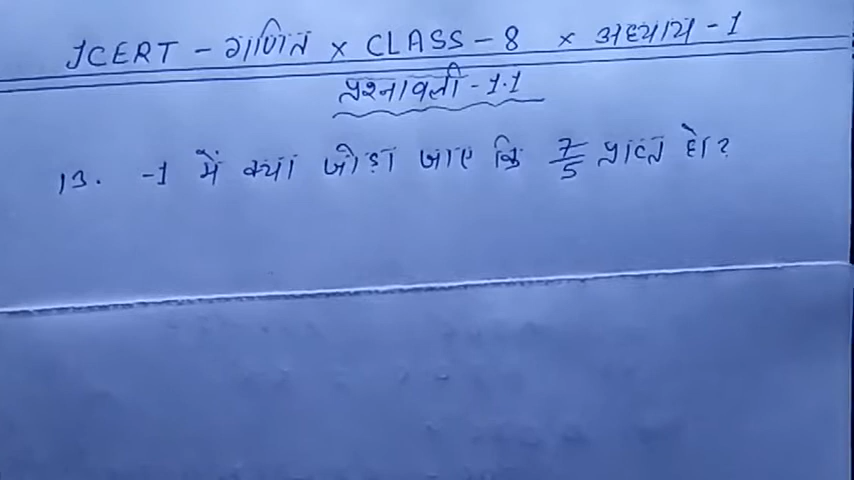 JCERT - गणित × CLASS - 8 × अध्याय - 1
प्रश्नावली - 1.1
13. -1 में क्या जोड़ा जाए कि 7/5 प्राप्त हो?